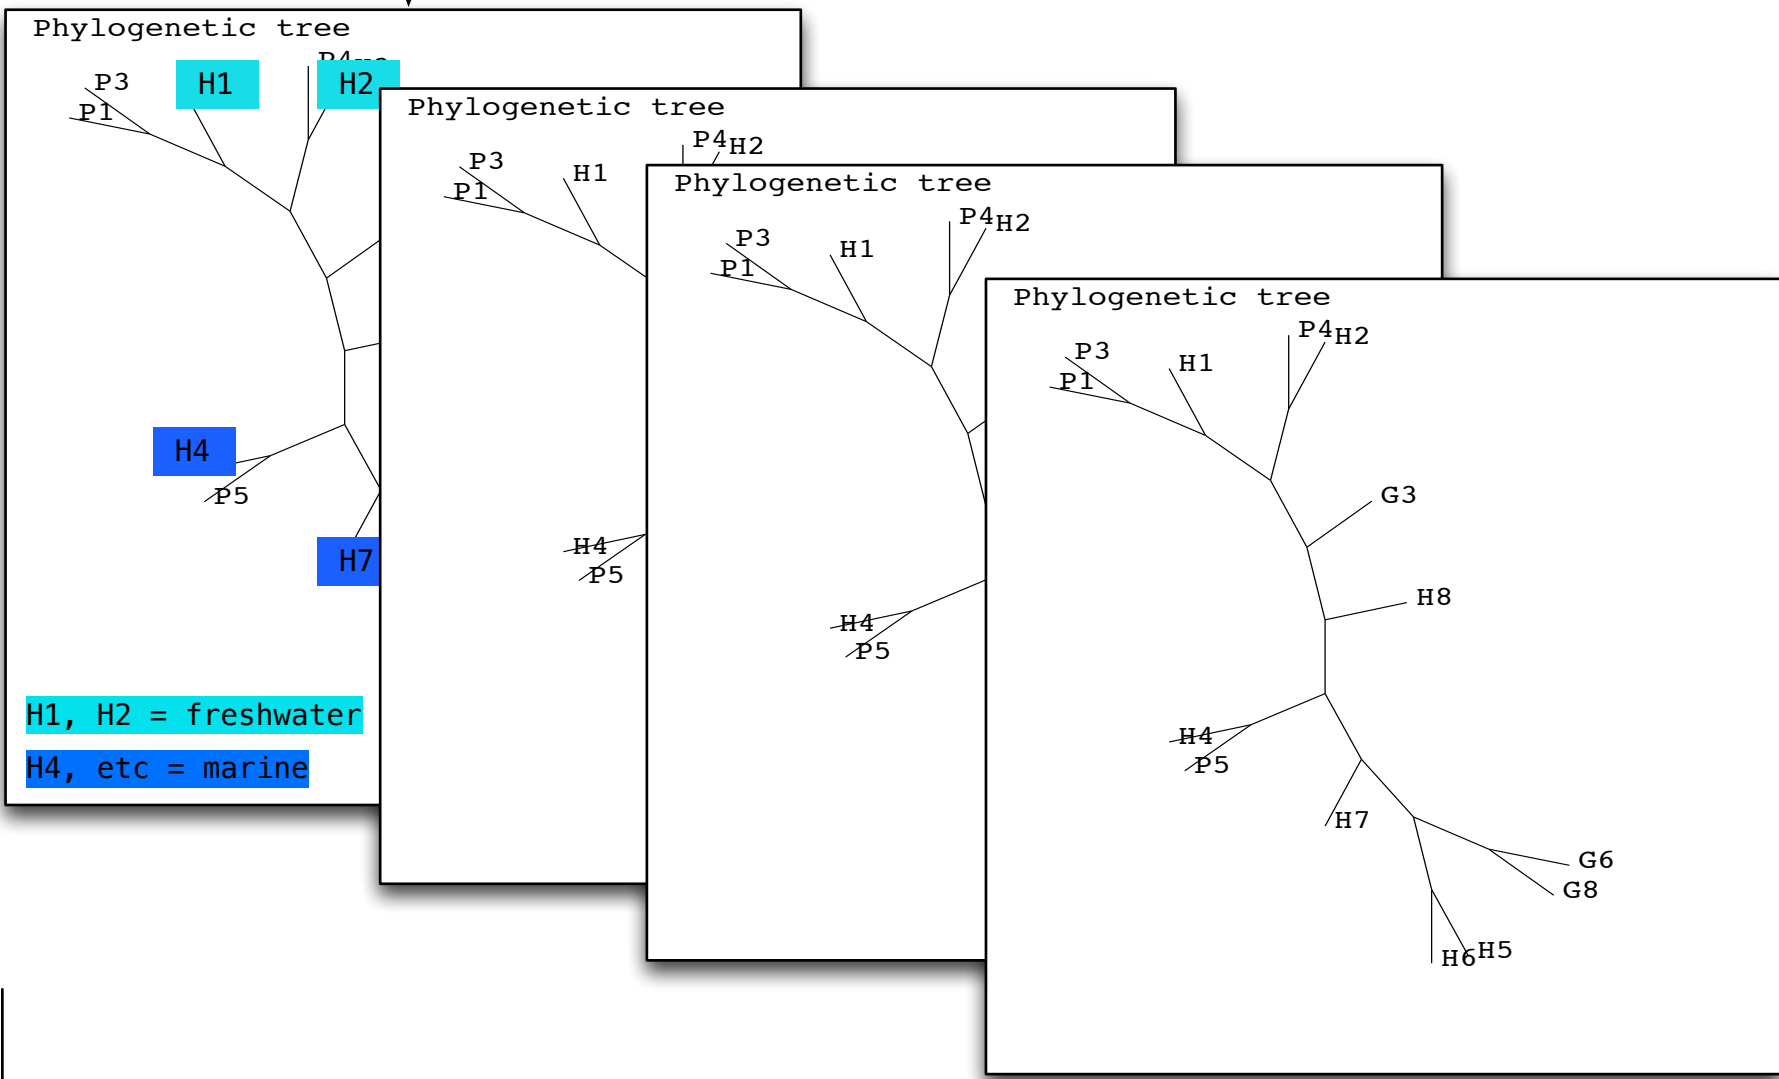 Phylogenetic tree
P3
H1
H2
P1
H4
P5
H7
H1, H2 = freshwater
H4, etc = marine
Phylogenetic tree
P4
H2
P3
H1
P1
H4
P5
Phylogenetic tree
P4
H2
P3
H1
P1
H4
P5
Phylogenetic tree
P4
H2
P3
H1
P1
G3
H8
H4
P5
H7
G6
G8
H6
H5